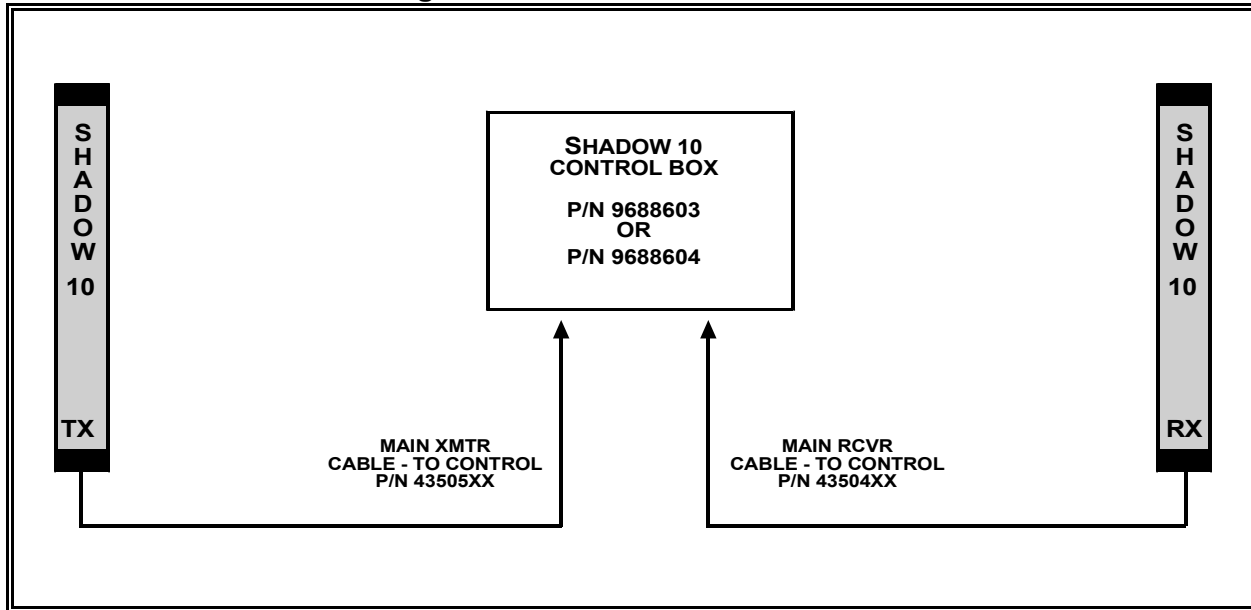 S
H
A
D
O
W
10
TX
SHADOW 10
CONTROL BOX
P/N 9688603
OR
P/N 9688604
MAIN XMTR
CABLE - TO CONTROL
P/N 43505XX
MAIN RCVR
CABLE - TO CONTROL
P/N 43504XX
S
H
A
D
O
W
10
RX